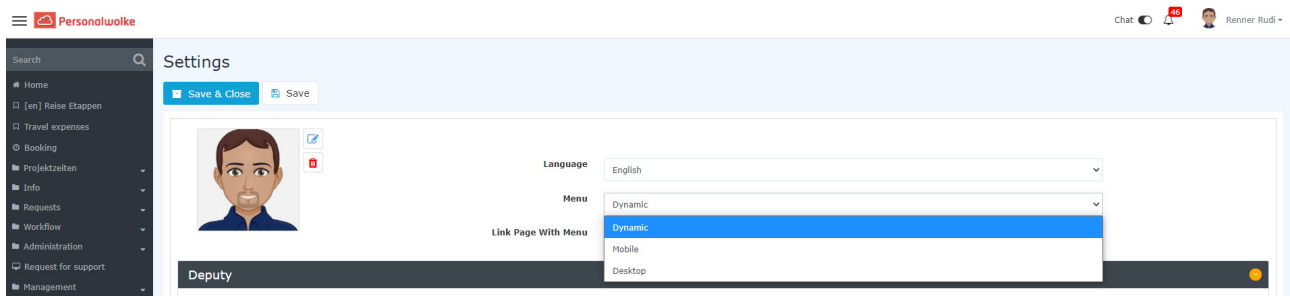 Personalwolke
Chat
46
Renner Rudi
Search
Home
[en] Reise Etappen
Travel expenses
Booking
Projektzeiten
Info
Requests
Workflow
Administration
Request for support
Management
Settings
Save & Close
Save
Language
English
Menu
Dynamic
Dynamic
Mobile
Desktop
Link Page With Menu
Deputy